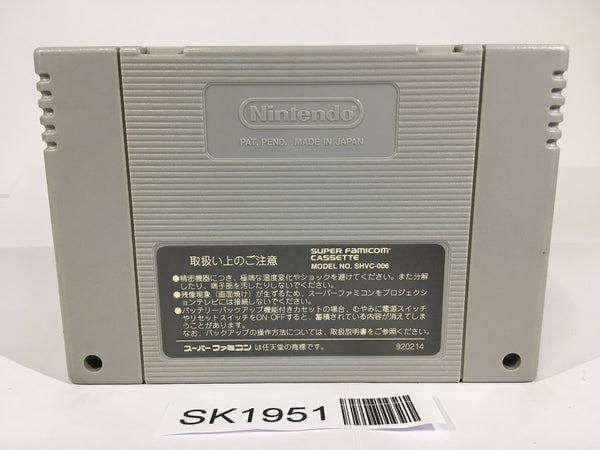 Nintendo
PAT. PEND. MADE IN JAPAN
取扱い上のご注意
SUPER FAMICOM
CASSETTE
MODEL NO. SHVC-006
●精密機器につき、極端な温度変化やショックを避けてください。また分解
したり、端子部を汚したりしないでください。
●残像現象（画面焼け）が生ずるため、スーパーファミコンをプロジェクシ
ョンテレビには接続しないでください。
●バッテリーバックアップ機能付きカセットの場合、むやみに電源スイッチ
やリセットスイッチをON-OFFすると、蓄積されている内容が消えてしま
うことがあります。
なお、バックアップの操作方法については、取扱説明書をご参照ください。
スーパーファミコンは任天堂の商標です。
920214
SK1951